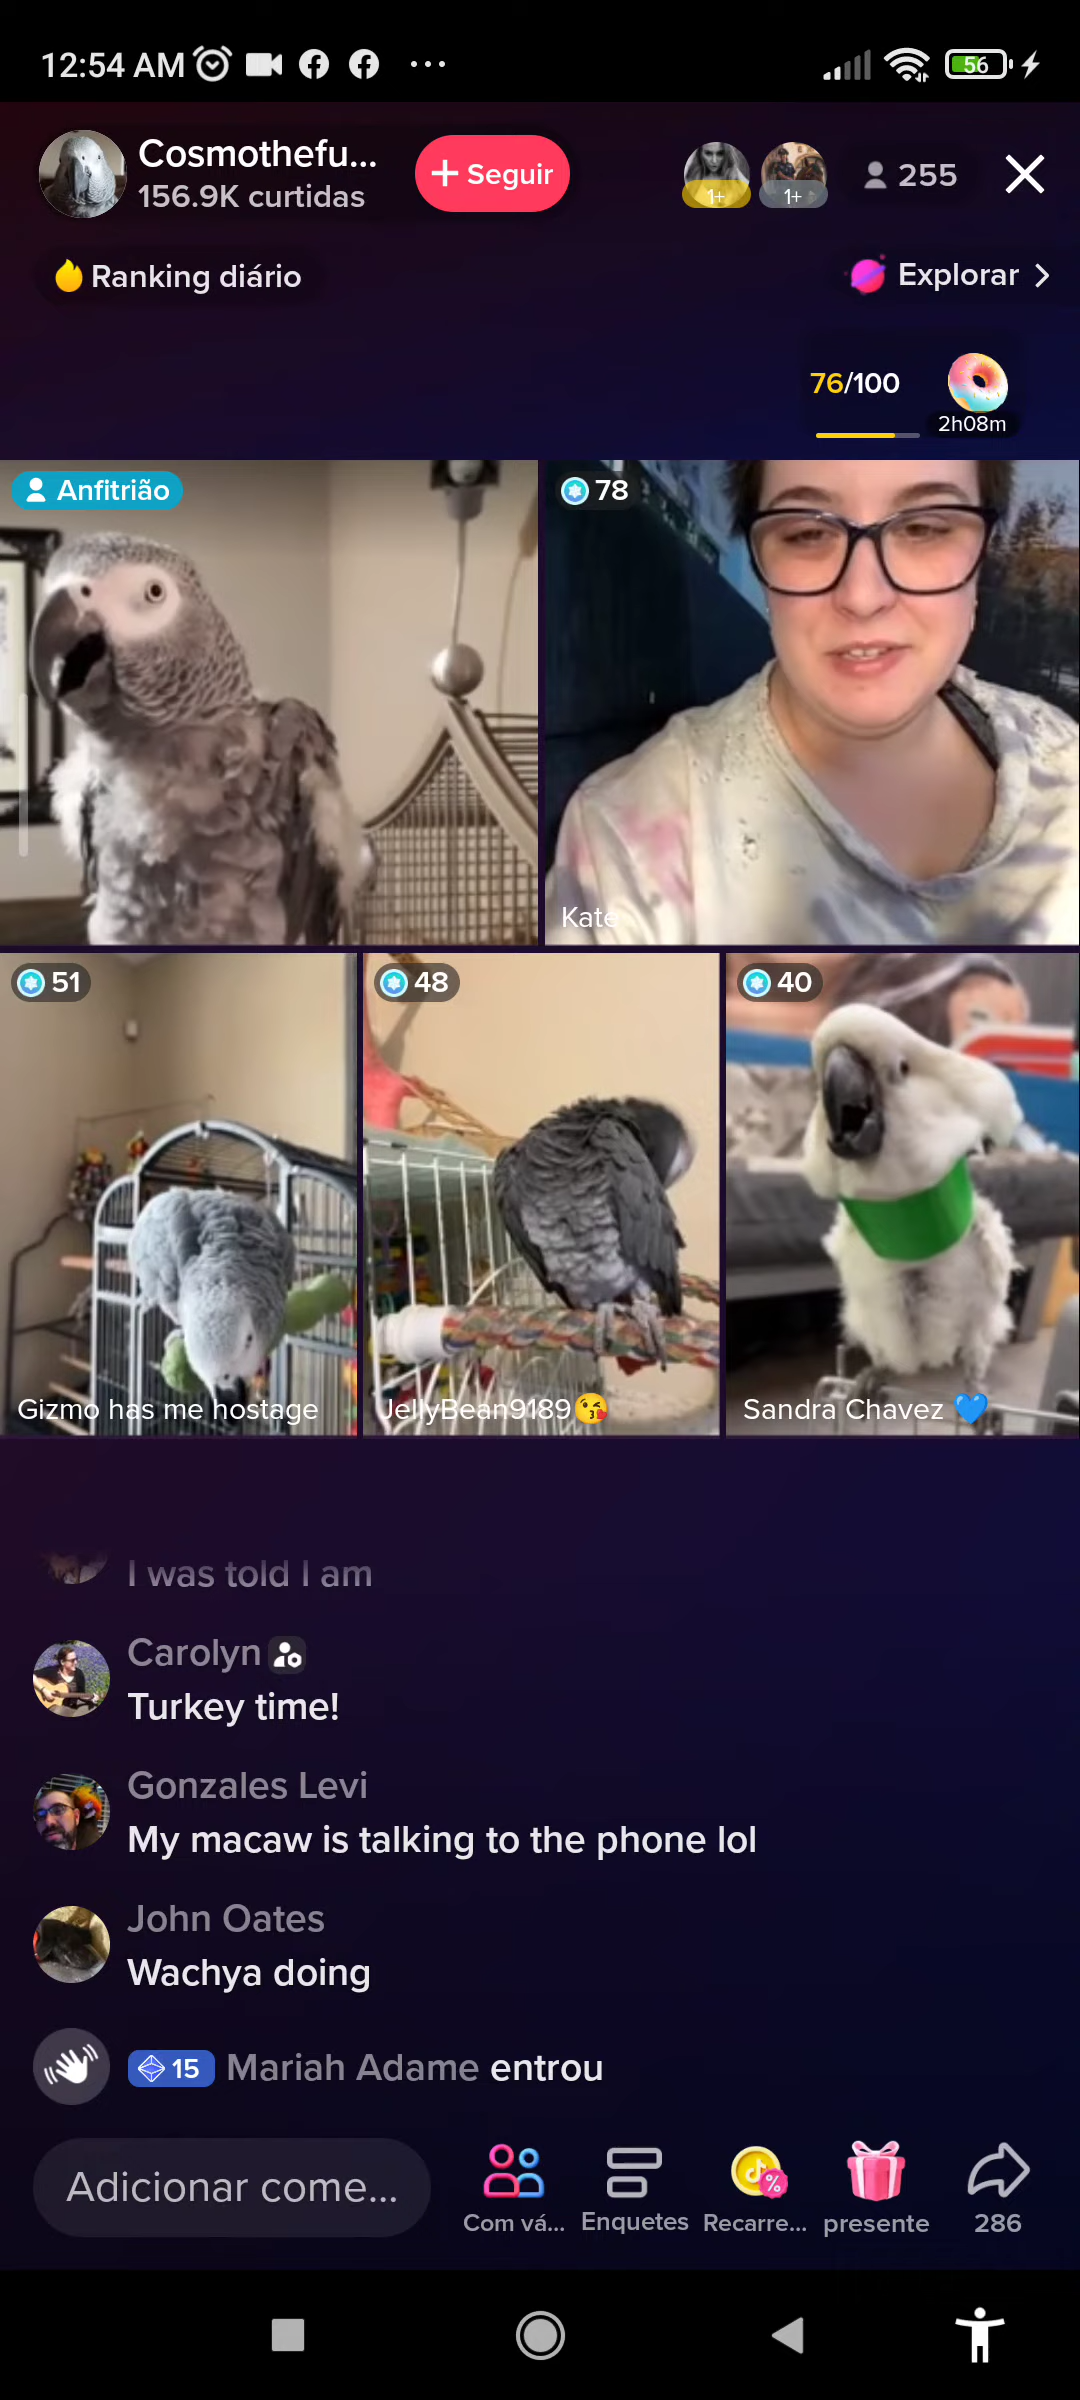 12:54 AM
56
Cosmothefu...
156.9K curtidas
+ Seguir
1+
1+
255
Ranking diário
Explorar >
76/100
2h08m
Anfitrião
78
Kate
51
48
40
Gizmo has me hostage
JellyBean9189😘
Sandra Chavez 💙
I was told I am
Carolyn
Turkey time!
Gonzales Levi
My macaw is talking to the phone lol
John Oates
Wachya doing
15 Mariah Adame entrou
Adicionar come...
Com vá...
Enquetes
Recarre...
presente
286